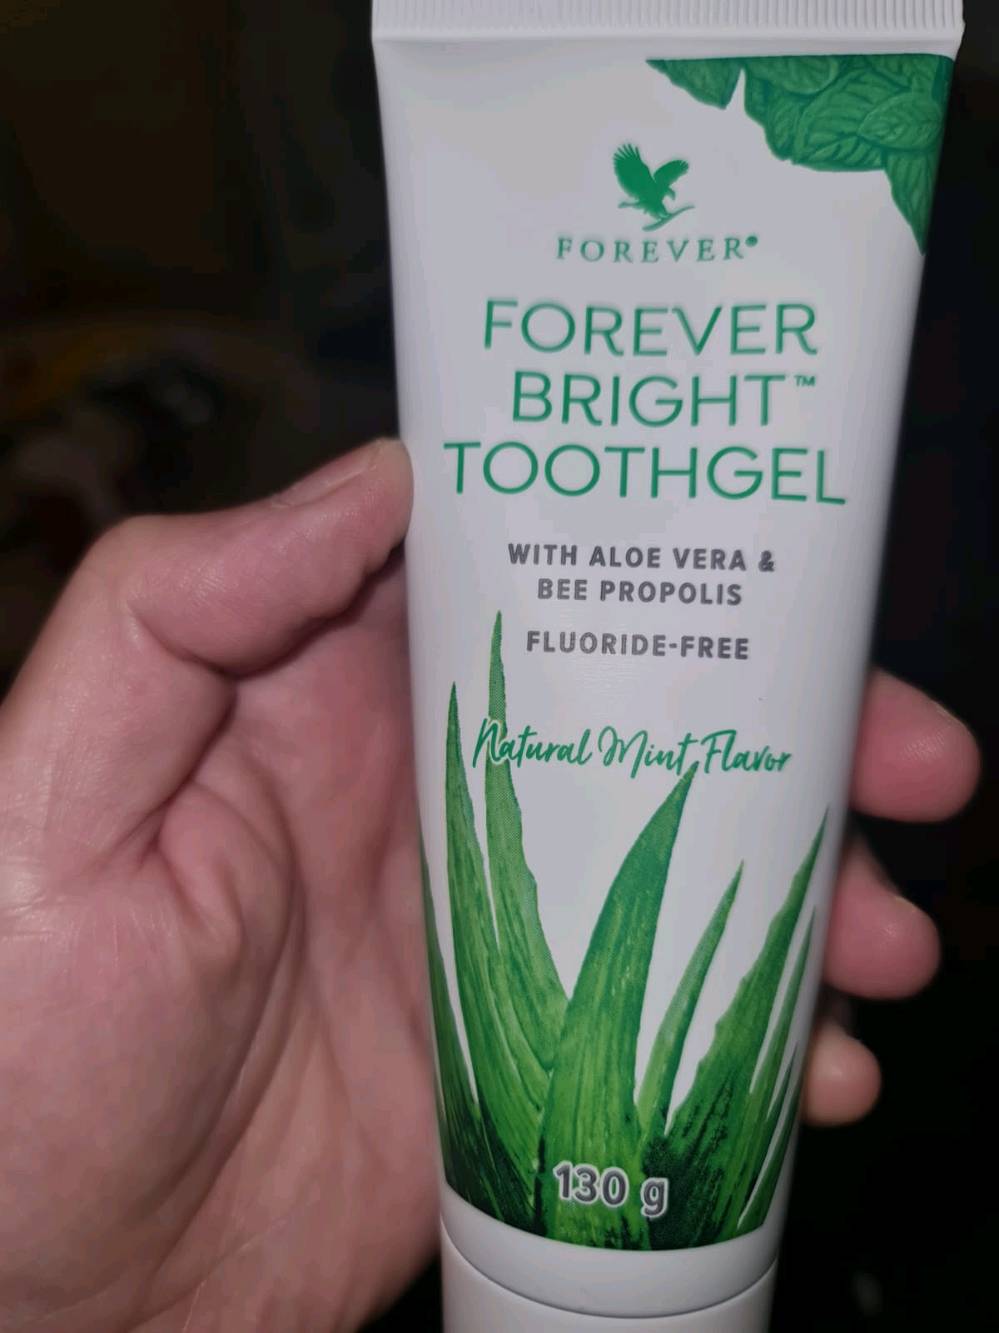 FOREVER®
FOREVER
BRIGHT™
TOOTHGEL
WITH ALOE VERA &
BEE PROPOLIS
FLUORIDE-FREE
Natural Mint Flavor
130 g